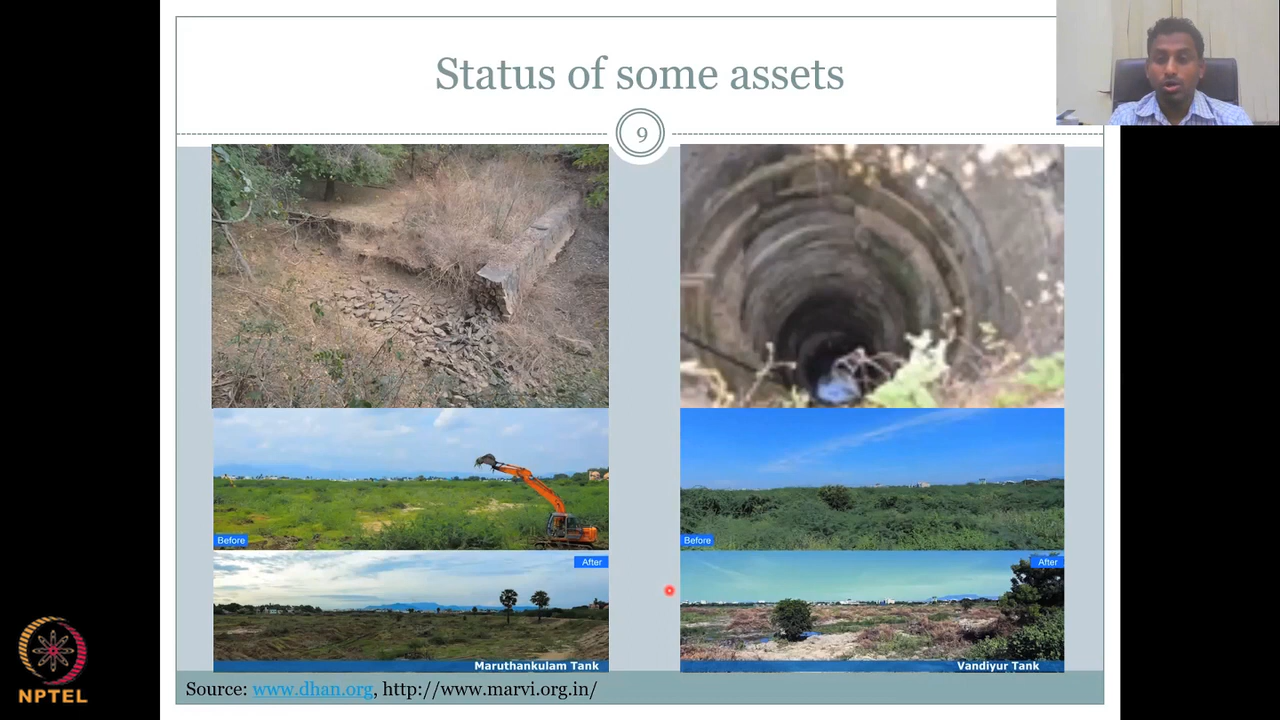 Status of some assets
9
Before
After
Maruthankulam Tank
Before
After
Vandiyur Tank
Source: www.dhan.org, http://www.marvi.org.in/
NPTEL